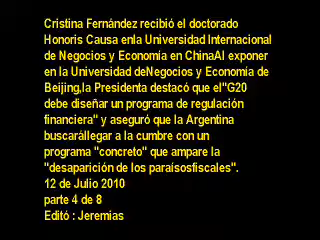 Cristina Fernández recibió el doctorado
Honoris Causa enla Universidad Internacional
de Negocios y Economía en ChinaAl exponer
en la Universidad deNegocios y Economía de
Beijing,la Presidenta destacó que el"G20
debe diseñar un programa de regulación
financiera" y aseguró que la Argentina
buscarállegar a la cumbre con un
programa "concreto" que ampare la
"desaparición de los paraísosfiscales".
12 de Julio 2010
parte 4 de 8
Editó : Jeremías